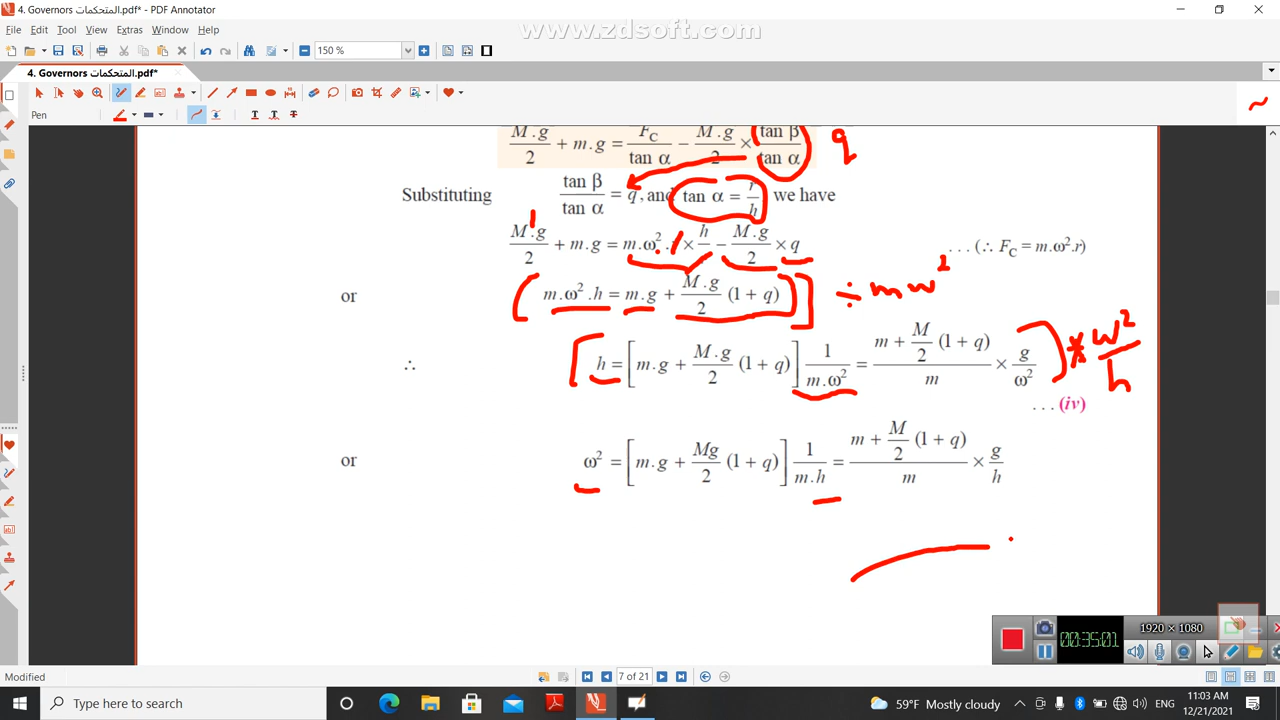 4. Governors المتحكمات.pdf* - PDF Annotator
www.zdsoft.com
File Edit Tool View Extras Window Help
150 %
4. Governors المتحكمات.pdf*
Pen
M.g/2 + m.g = F_C/tan α − M.g/2 × tan β/tan α q
Substituting tan β/tan α = q, and tan α = r/h we have
M.g/2 + m.g = m.ω².r × h/r − M.g/2 × q ... (∴ F_C = m.ω².r)
or m.ω².h = m.g + M.g/2 (1 + q) ÷ m w²
∴ h = [m.g + M.g/2 (1 + q)] 1/m.ω² = (m + M/2 (1 + q))/m × g/ω² * w²/h
... (iv)
or ω² = [m.g + Mg/2 (1 + q)] 1/m.h = (m + M/2 (1 + q))/m × g/h
1920 × 1080
00:35:01
Modified 7 of 21
Type here to search 59°F Mostly cloudy ENG 11:03 AM 12/21/2021